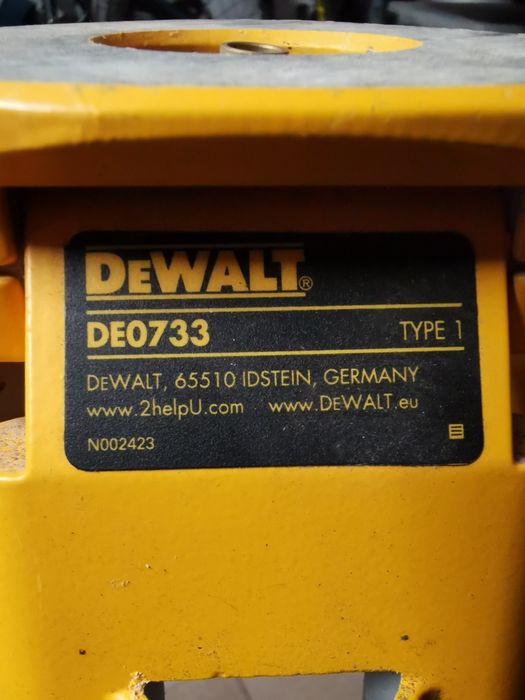 DEWALT®
DE0733 TYPE 1
DEWALT, 65510 IDSTEIN, GERMANY
www.2helpU.com www.DEWALT.eu
N002423